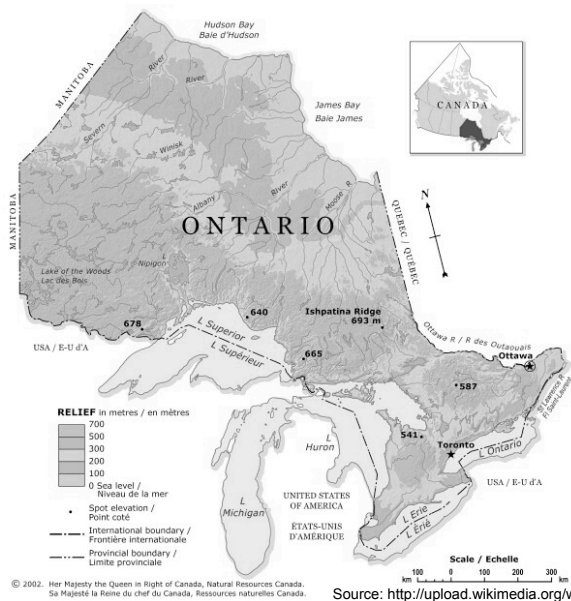 Hudson Bay
Baie d'Hudson
James Bay
Baie James
CANADA
MANITOBA
River
River
Severn
Winisk
MANITOBA
Albany
River
Moose R
QUEBEC / QUÉBEC
N
ONTARIO
L
Nipigon
Lake of the Woods
Lac des Bois
678
640
Ishpatina Ridge
693 m
USA / E-U d'A
L Superior
L Supérieur
665
Ottawa R / R des Outaouais
Ottawa
587
St Lawrence R
Fl Saint-Laurent
541
Toronto
L Ontario
USA / E-U d'A
L
Huron
L
Michigan
UNITED STATES
OF AMERICA
ÉTATS-UNIS
D'AMÉRIQUE
L Erie
L Érié
RELIEF in metres / en mètres
700
500
300
200
100
0 Sea level /
Niveau de la mer
Spot elevation /
Point coté
International boundary /
Frontière internationale
Provincial boundary /
Limite provinciale
Scale / Echelle
km 100 0 100 200 300 km
© 2002. Her Majesty the Queen in Right of Canada, Natural Resources Canada.
Sa Majesté la Reine du chef du Canada, Ressources naturelles Canada.
Source: http://upload.wikimedia.org/v